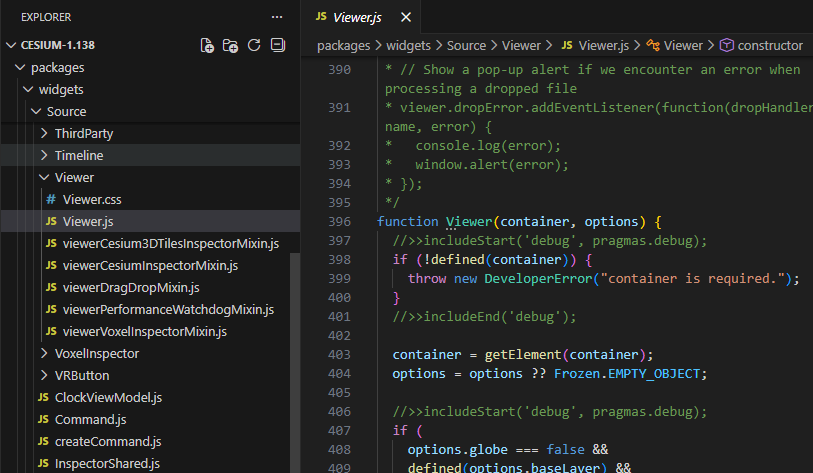 EXPLORER
CESIUM-1.138
packages
widgets
Source
ThirdParty
Timeline
Viewer
# Viewer.css
JS Viewer.js
JS viewerCesium3DTilesInspectorMixin.js
JS viewerCesiumInspectorMixin.js
JS viewerDragDropMixin.js
JS viewerPerformanceWatchdogMixin.js
JS viewerVoxelInspectorMixin.js
VoxelInspector
VRButton
JS ClockViewModel.js
JS Command.js
JS createCommand.js
JS InspectorShared.js
JS Viewer.js
packages > widgets > Source > Viewer > JS Viewer.js > Viewer > constructor
390 * // Show a pop-up alert if we encounter an error when
processing a dropped file
391 * viewer.dropError.addEventListener(function(dropHandler
name, error) {
392 *   console.log(error);
393 *   window.alert(error);
394 * });
395 */
396 function Viewer(container, options) {
397   //>>includeStart('debug', pragmas.debug);
398   if (!defined(container)) {
399     throw new DeveloperError("container is required.");
400   }
401   //>>includeEnd('debug');
402
403   container = getElement(container);
404   options = options ?? Frozen.EMPTY_OBJECT;
405
406   //>>includeStart('debug', pragmas.debug);
407   if (
408     options.globe === false &&
409     defined(options.baseLayer) &&